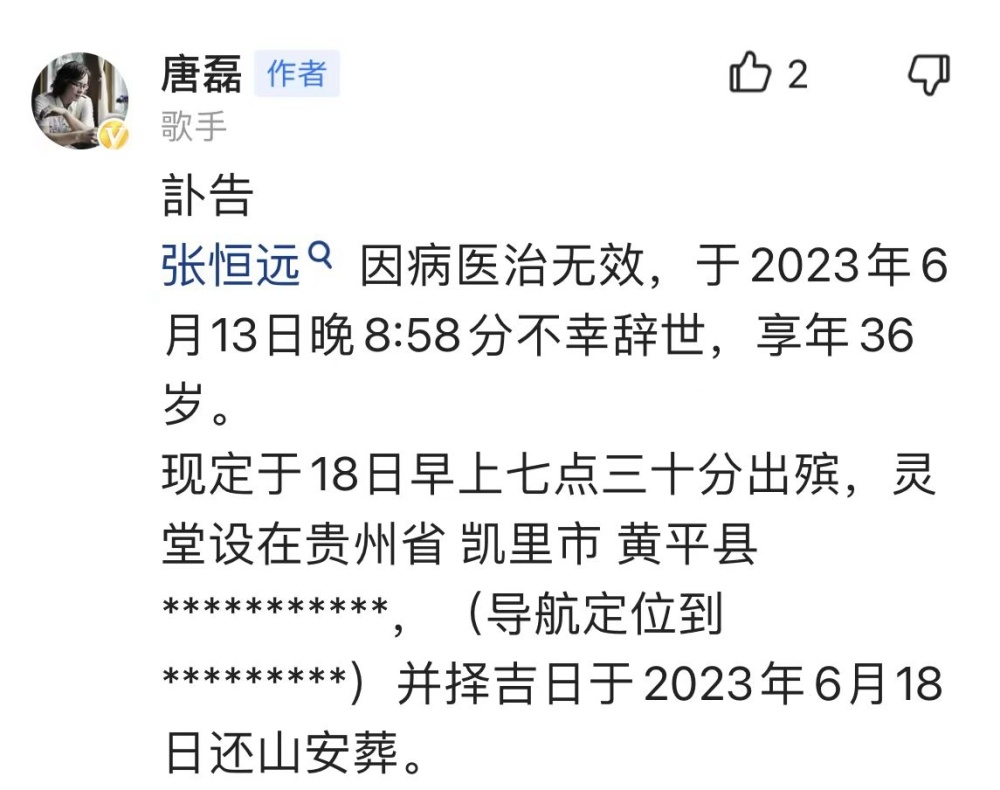 唐磊 作者 2
歌手
訃告
张恒远 因病医治无效，于2023年6
月13日晚8:58分不幸辞世，享年36
岁。
现定于18日早上七点三十分出殡，灵
堂设在贵州省 凯里市 黄平县
***********，（导航定位到
*********）并择吉日于2023年6月18
日还山安葬。